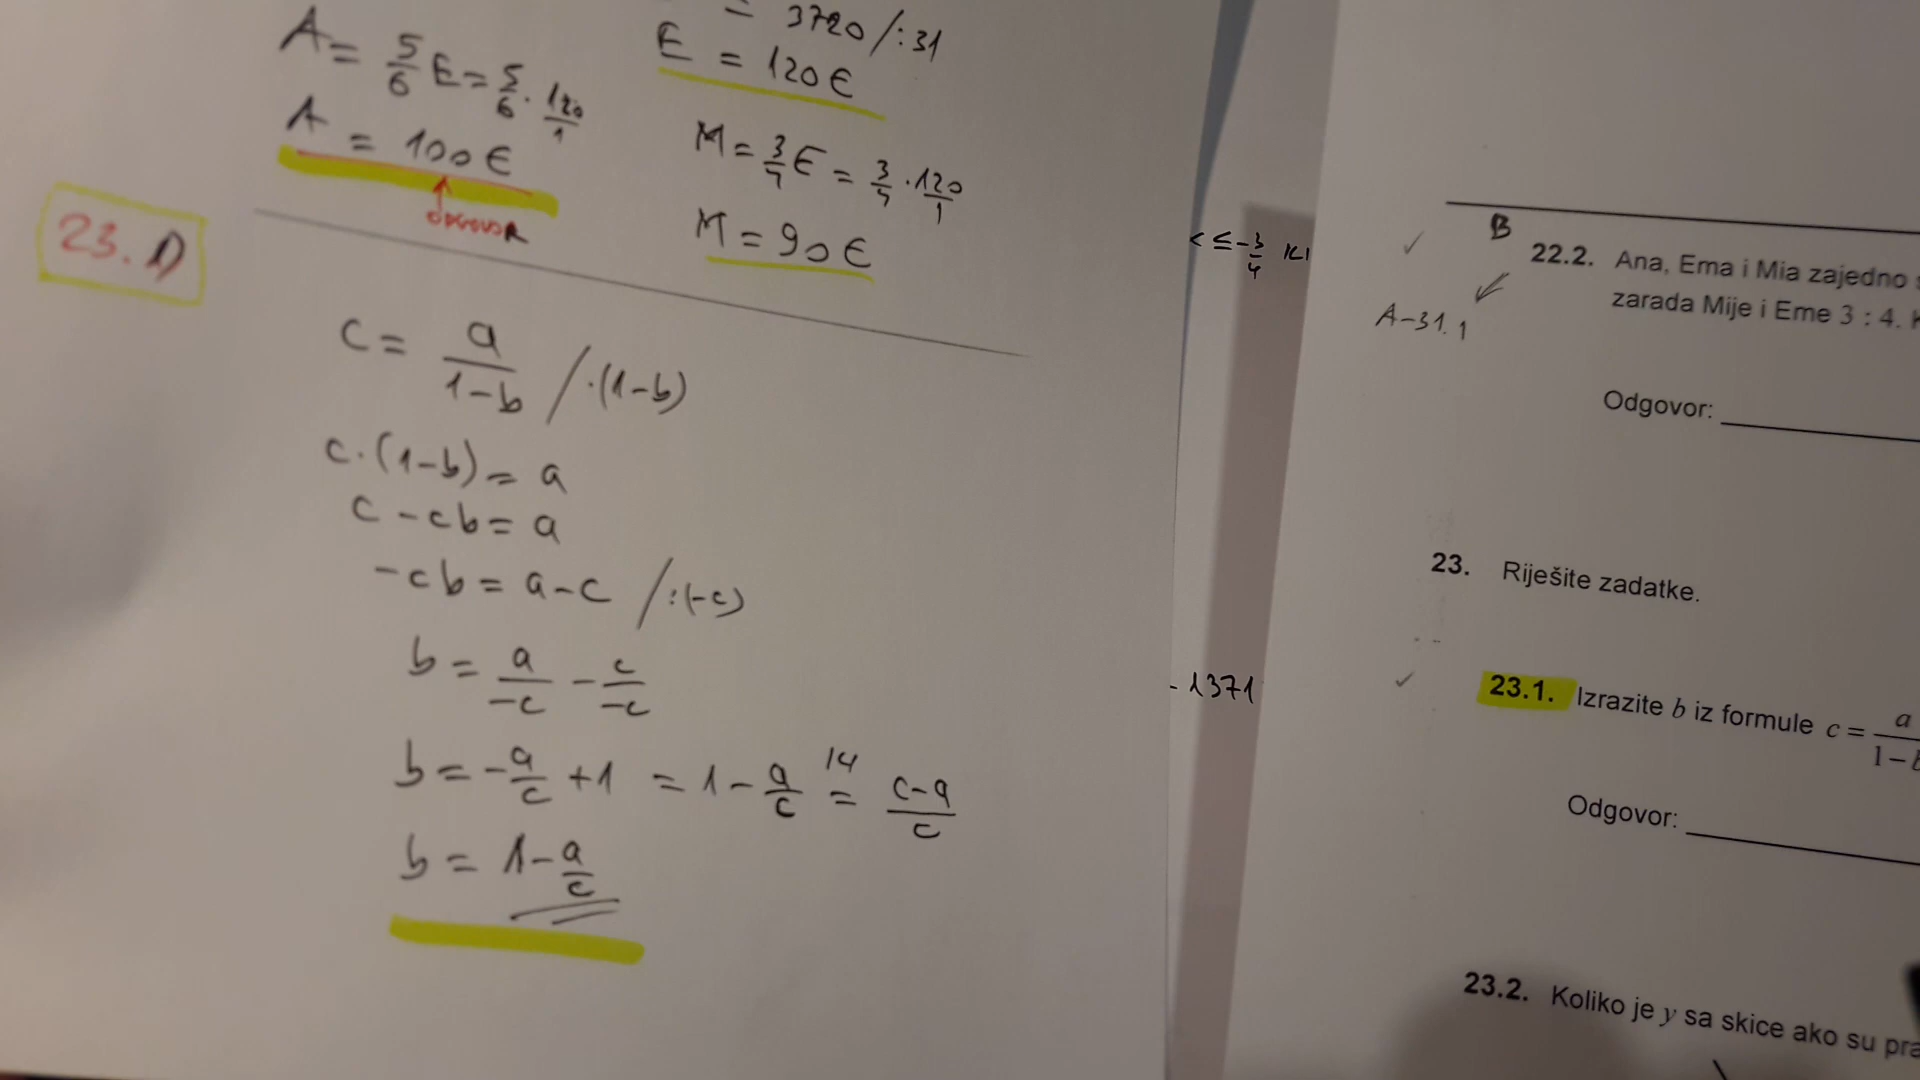 = 3720 /:31
A = 5/6 E = 5/6 · 120/1
E = 120 €
A = 100 €
ODGOVOR
M = 3/4 E = 3/4 · 120/1
M = 90 €
23. 1)
c = a/(1-b) / ·(1-b)
c·(1-b) = a
c - cb = a
-cb = a-c / :(-c)
b = a/-c - c/-c
b = -a/c + 1 = 1 - a/c = (c-a)/c
b = 1 - a/c
≤ -3/4
- 1371
B
22.2. Ana, Ema i Mia zajedno
zarada Mije i Eme 3 : 4.
A-31.1
Odgovor:
23. Riješite zadatke.
23.1. Izrazite b iz formule c = a/(1-b
Odgovor:
23.2. Koliko je y sa skice ako su pra